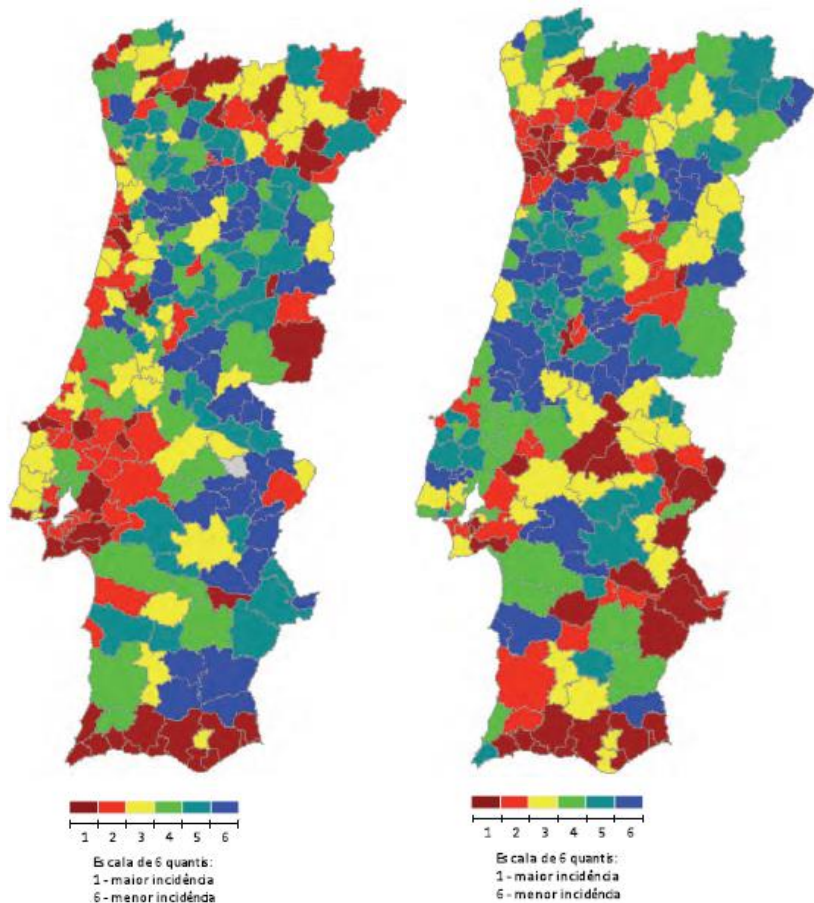 1 2 3 4 5 6
Escala de 6 quantis:
1 - maior incidência
6 - menor incidência
1 2 3 4 5 6
Escala de 6 quantis:
1 - maior incidência
6 - menor incidência